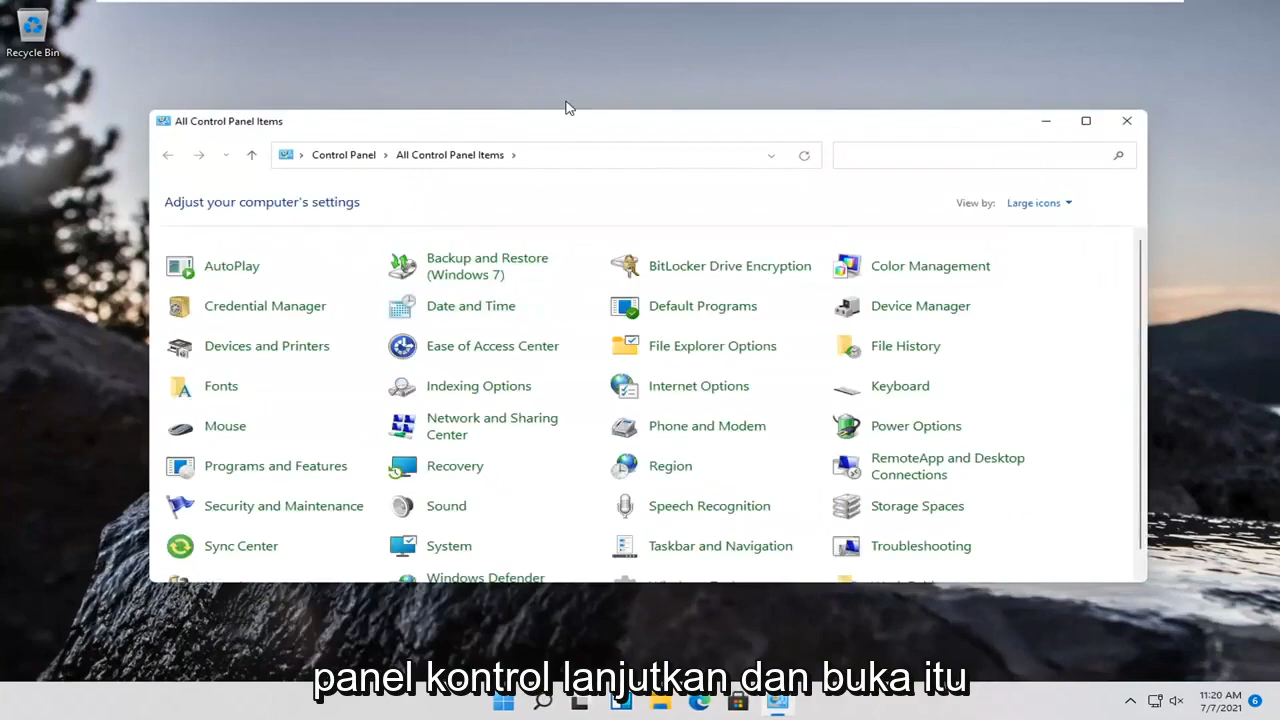 Recycle Bin
All Control Panel Items
Control Panel > All Control Panel Items >
Adjust your computer's settings
View by: Large icons
AutoPlay
Backup and Restore
(Windows 7)
BitLocker Drive Encryption
Color Management
Credential Manager
Date and Time
Default Programs
Device Manager
Devices and Printers
Ease of Access Center
File Explorer Options
File History
Fonts
Indexing Options
Internet Options
Keyboard
Mouse
Network and Sharing
Center
Phone and Modem
Power Options
Programs and Features
Recovery
Region
RemoteApp and Desktop
Connections
Security and Maintenance
Sound
Speech Recognition
Storage Spaces
Sync Center
System
Taskbar and Navigation
Troubleshooting
Windows Defender
panel kontrol lanjutkan dan buka itu
11:20 AM
7/7/2021
6